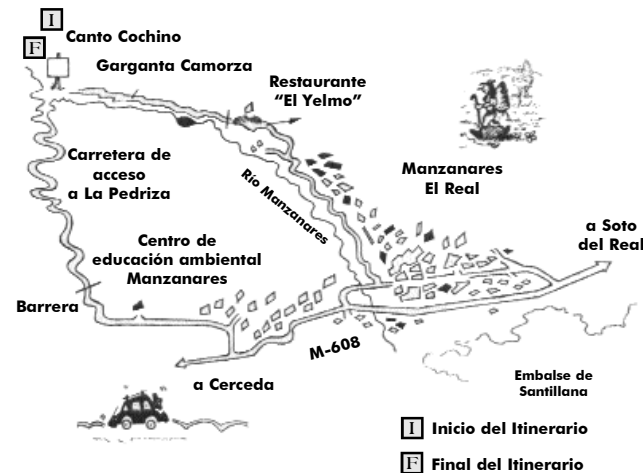 I
Canto Cochino
F
Garganta Camorza
Restaurante
“El Yelmo”
Carretera de
acceso
a La Pedriza
Río Manzanares
Manzanares
El Real
a Soto
del Real
Centro de
educación ambiental
Manzanares
Barrera
M-608
a Cerceda
Embalse de
Santillana
I Inicio del Itinerario
F Final del Itinerario